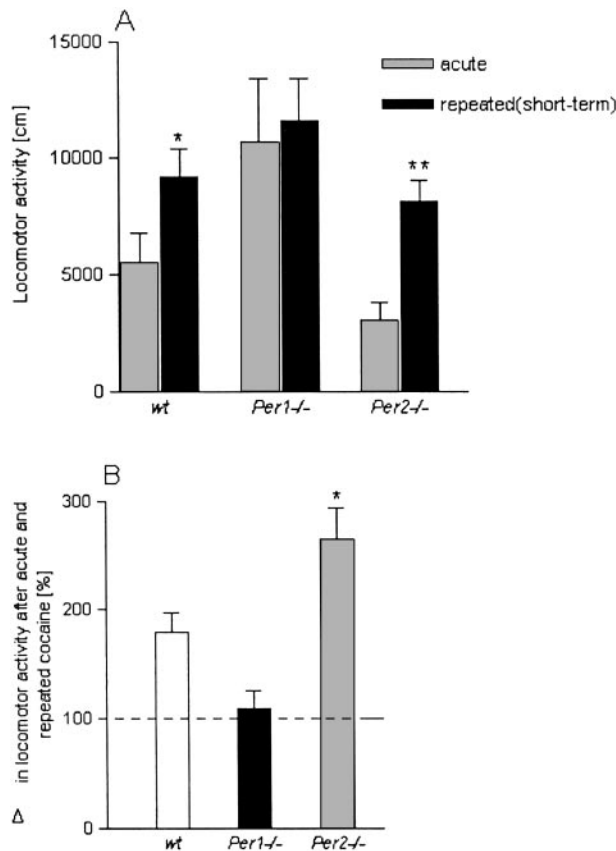 A
15000
10000
5000
0
Locomotor activity [cm]
acute
repeated(short-term)
*
**
wt
Per1-/-
Per2-/-
B
300
200
100
0
Δ in locomotor activity after acute and
repeated cocaine [%]
*
wt
Per1-/-
Per2-/-